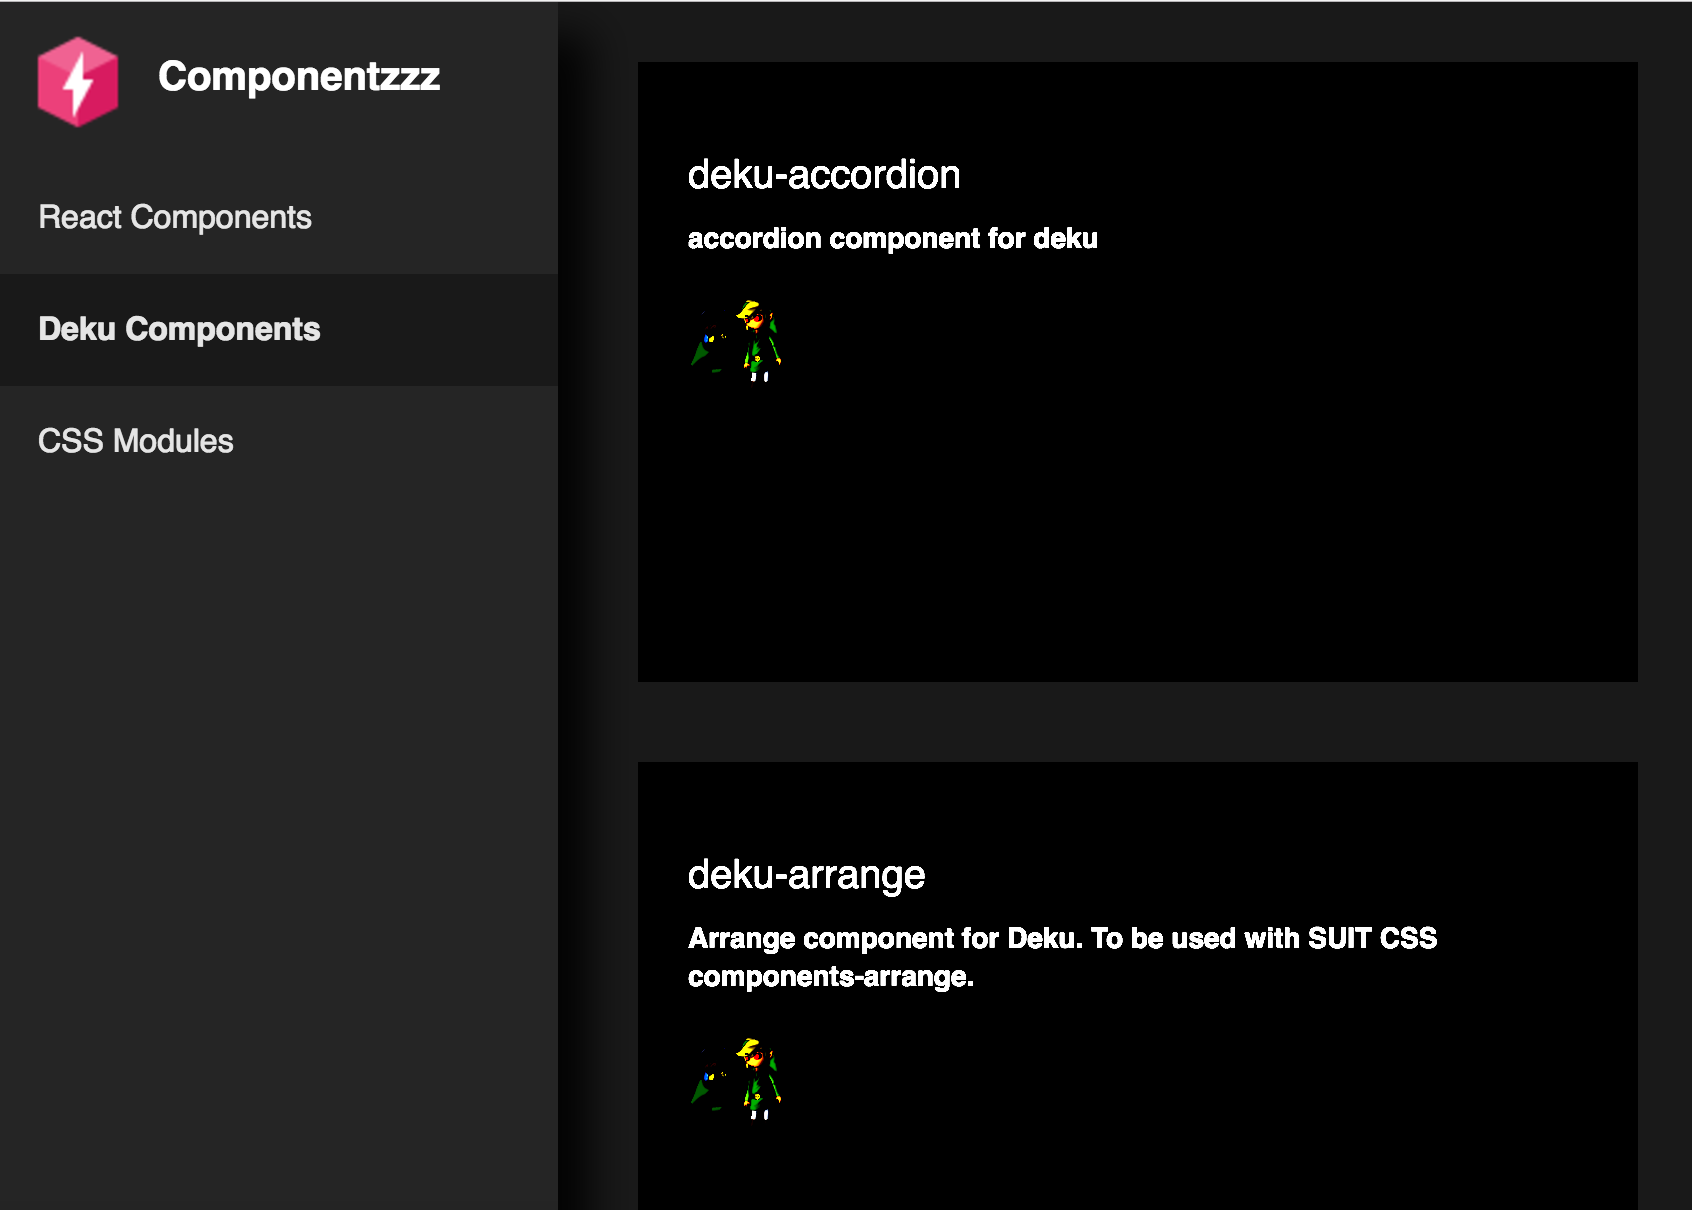 Componentzzz
React Components
Deku Components
CSS Modules
deku-accordion
accordion component for deku
deku-arrange
Arrange component for Deku. To be used with SUIT CSS
components-arrange.